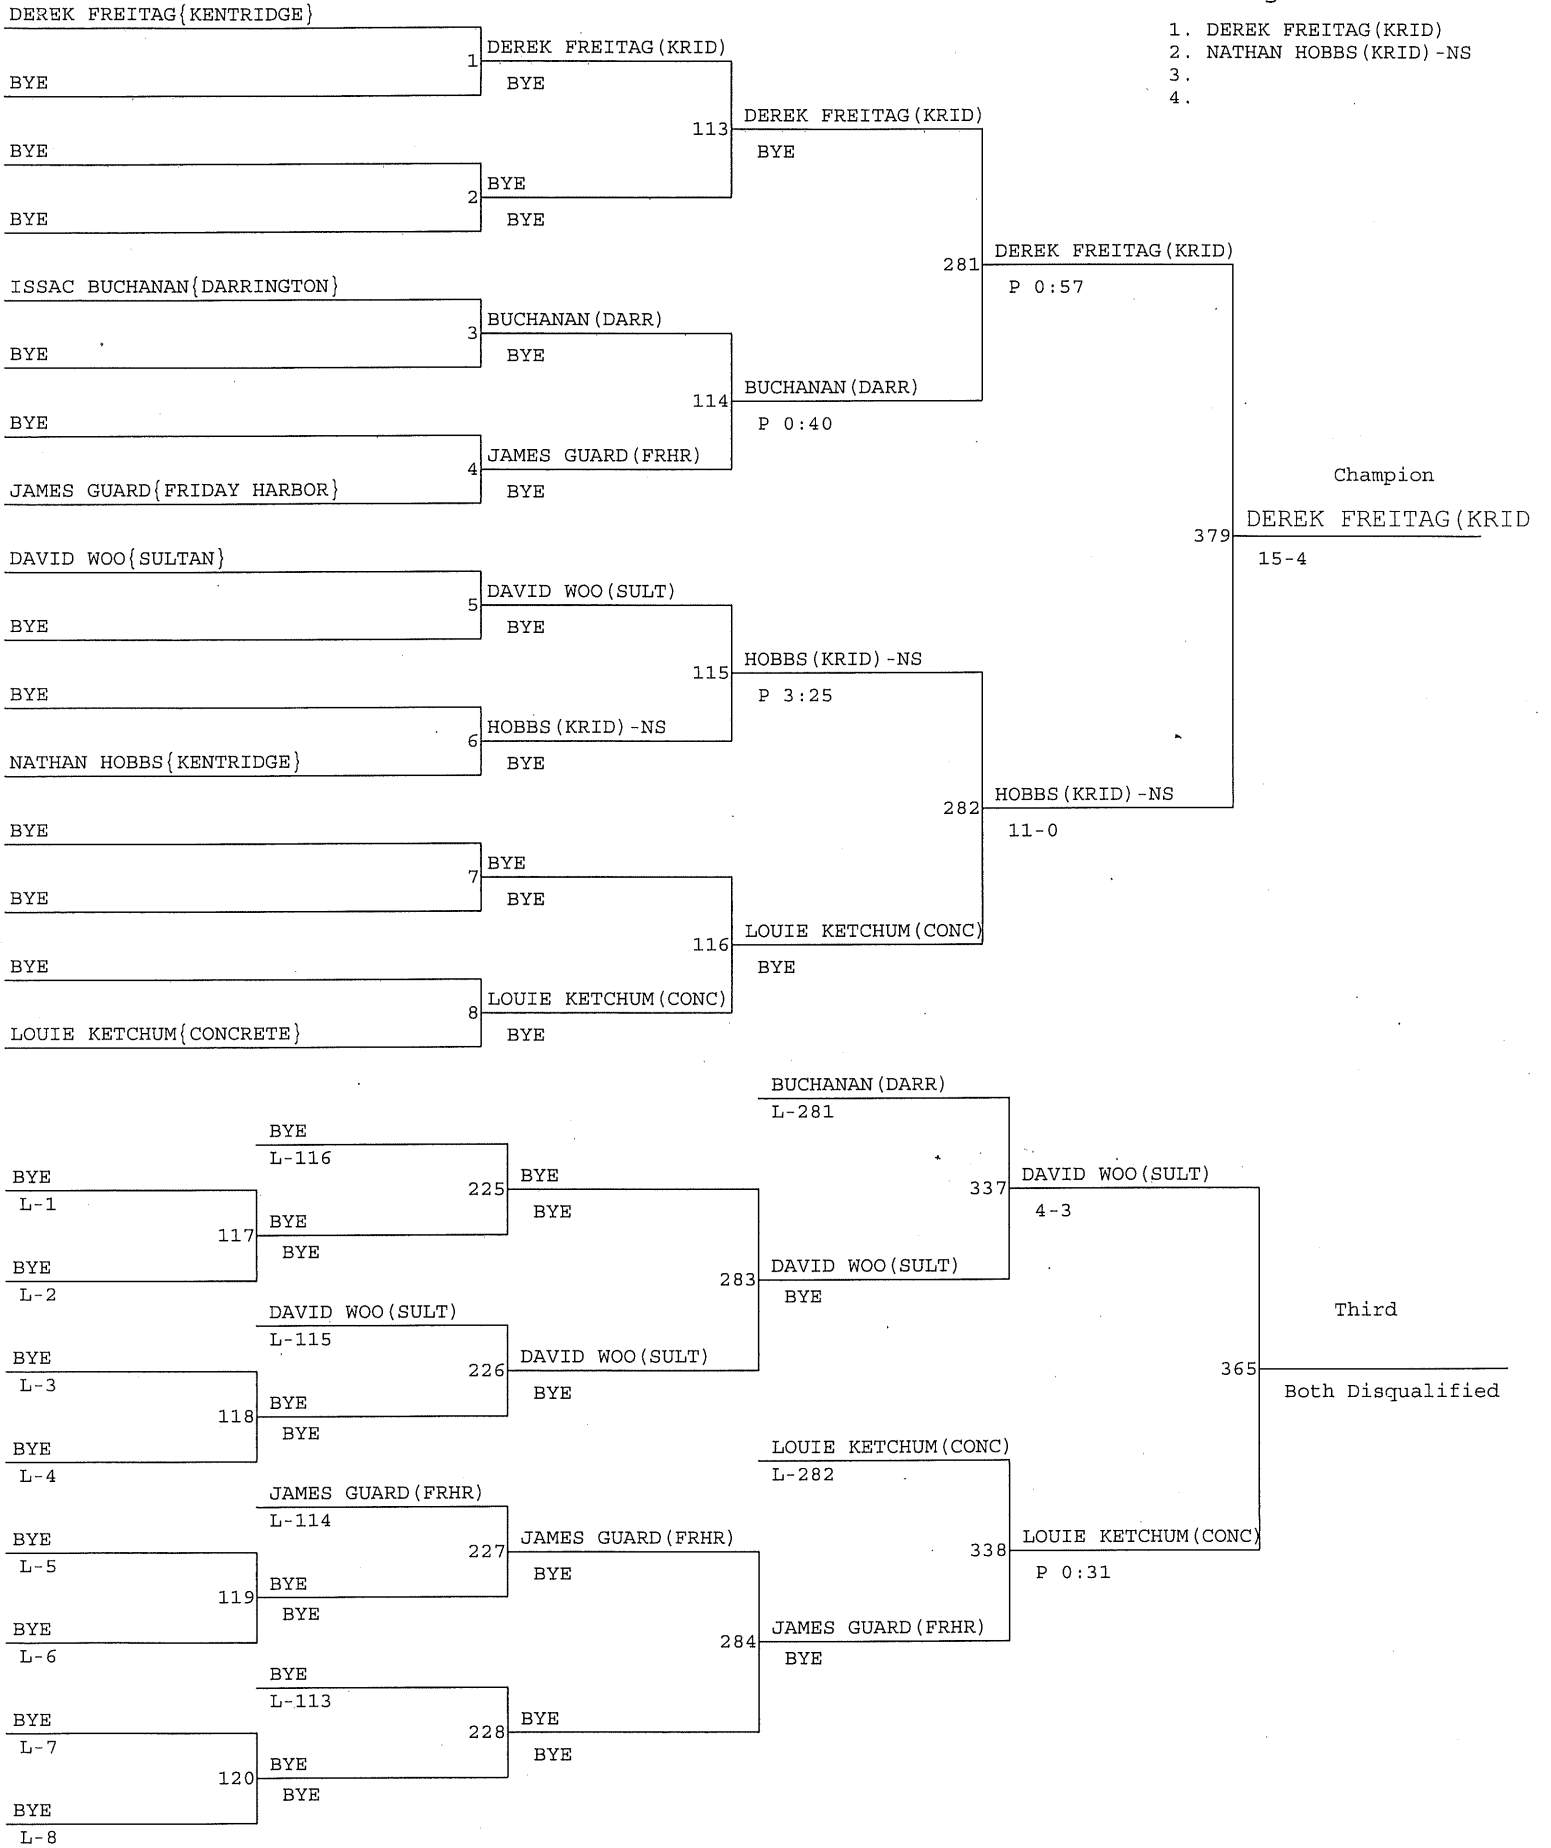 1. DEREK FREITAG(KRID)
2. NATHAN HOBBS(KRID)-NS
3.
4.
DEREK FREITAG{KENTRIDGE}
1
DEREK FREITAG(KRID)
BYE
BYE
113
DEREK FREITAG(KRID)
BYE
BYE
2
BYE
BYE
BYE
281
DEREK FREITAG(KRID)
P 0:57
ISSAC BUCHANAN{DARRINGTON}
3
BUCHANAN(DARR)
BYE
BYE
114
BUCHANAN(DARR)
P 0:40
BYE
4
JAMES GUARD(FRHR)
BYE
JAMES GUARD{FRIDAY HARBOR}
Champion
379
DEREK FREITAG(KRID
15-4
DAVID WOO{SULTAN}
5
DAVID WOO(SULT)
BYE
BYE
115
HOBBS(KRID)-NS
P 3:25
BYE
6
HOBBS(KRID)-NS
BYE
NATHAN HOBBS{KENTRIDGE}
282
HOBBS(KRID)-NS
11-0
BYE
7
BYE
BYE
BYE
116
LOUIE KETCHUM(CONC)
BYE
BYE
8
LOUIE KETCHUM(CONC)
BYE
LOUIE KETCHUM{CONCRETE}
BUCHANAN(DARR)
L-281
BYE
L-116
BYE
L-1
225
BYE
BYE
337
DAVID WOO(SULT)
4-3
117
BYE
BYE
BYE
L-2
283
DAVID WOO(SULT)
BYE
DAVID WOO(SULT)
L-115
Third
BYE
L-3
226
DAVID WOO(SULT)
BYE
365
Both Disqualified
118
BYE
BYE
BYE
L-4
LOUIE KETCHUM(CONC)
L-282
JAMES GUARD(FRHR)
L-114
BYE
L-5
227
JAMES GUARD(FRHR)
BYE
338
LOUIE KETCHUM(CONC)
P 0:31
119
BYE
BYE
BYE
L-6
284
JAMES GUARD(FRHR)
BYE
BYE
L-113
BYE
L-7
228
BYE
BYE
120
BYE
BYE
BYE
L-8